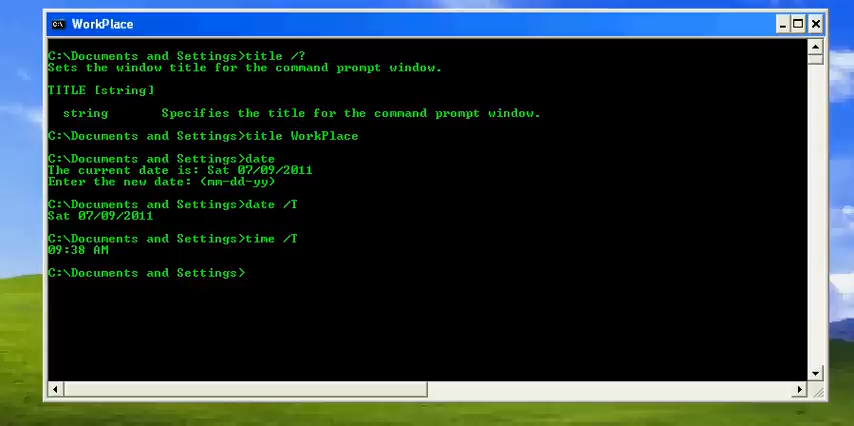 WorkPlace
C:\Documents and Settings>title /?
Sets the window title for the command prompt window.
TITLE [string]
string Specifies the title for the command prompt window.
C:\Documents and Settings>title WorkPlace
C:\Documents and Settings>date
The current date is: Sat 07/09/2011
Enter the new date: (mm-dd-yy)
C:\Documents and Settings>date /T
Sat 07/09/2011
C:\Documents and Settings>time /T
09:38 AM
C:\Documents and Settings>